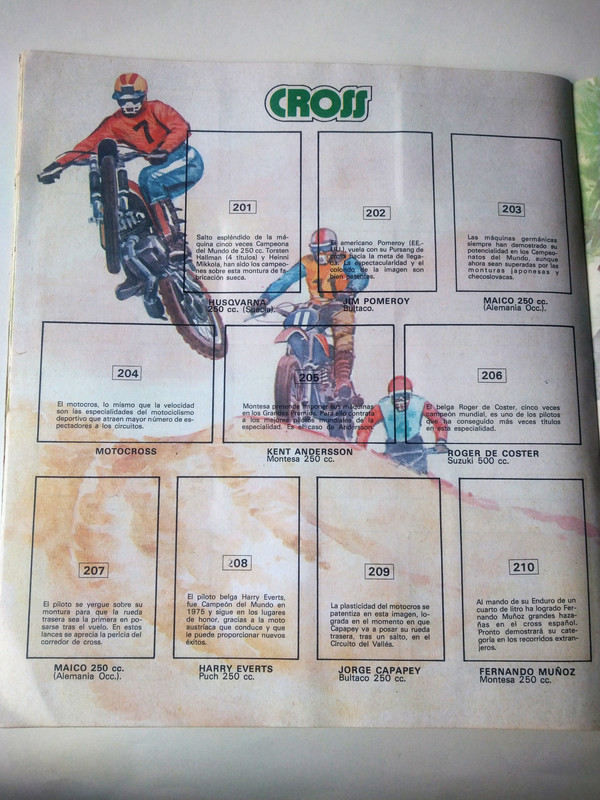 CROSS
201
Salto espléndido de la má-
quina cinco veces Campeona
del Mundo de 250 cc. Torsten
Hallman (4 títulos) y Heinni
Mikkola, han sido los campeo-
nes sobre esta montura de fa-
bricación sueca.
HUSQVARNA
250 cc. (Suecia).
202
El americano Pomeroy (EE.-
UU.), vuela con su Pursang de
cross hacia la meta de llega-
da. La espectacularidad y el
colorido de la imagen son
bien patentes.
JIM POMEROY
Bultaco.
203
Las máquinas germánicas
siempre han demostrado su
potencialidad en los Campeo-
natos del Mundo, aunque
ahora sean superadas por las
monturas japonesas y
checoslovacas.
MAICO 250 cc.
(Alemania Occ.).
204
El motocros, lo mismo que la velocidad
son las especialidades del motociclismo
deportivo que atraen mayor número de es-
pectadores a los circuitos.
MOTOCROSS
205
Montesa pretende imponer sus máquinas
en los Grandes Premios. Para ello contrata
a los mejores pilotos mundiales de la
especialidad. Es el caso de Andersson.
KENT ANDERSSON
Montesa 250 cc.
206
El belga Roger de Coster, cinco veces
campeón mundial, es uno de los pilotos
que ha conseguido más veces títulos
en esta especialidad.
ROGER DE COSTER
Suzuki 500 cc.
207
El piloto se yergue sobre su
montura para que la rueda
trasera sea la primera en po-
sarse tras el vuelo. En estos
lances se aprecia la pericia del
corredor de cross.
MAICO 250 cc.
(Alemania Occ.).
208
El piloto belga Harry Everts,
fue Campeón del Mundo en
1975 y sigue en los lugares
de honor, gracias a la moto
austríaca que conduce y que
le puede proporcionar nuevos
éxitos.
HARRY EVERTS
Puch 250 cc.
209
La plasticidad del motocros se
patentiza en esta imagen, lo-
grada en el momento en que
Capapey va a posar su rueda
trasera, tras un salto, en el
Circuito del Vallés.
JORGE CAPAPEY
Bultaco 250 cc.
210
Al mando de su Enduro de un
cuarto de litro ha logrado Fer-
nando Muñoz grandes haza-
ñas en el cross español.
Pronto demostrará su cate-
goría en los recorridos extran-
jeros.
FERNANDO MUÑOZ
Montesa 250 cc.
7
11